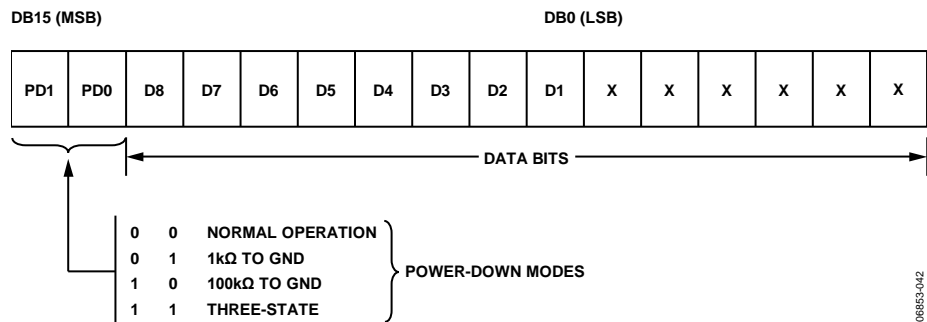 DB15 (MSB) DB0 (LSB)
PD1 PD0 D8 D7 D6 D5 D4 D3 D2 D1 X X X X X X
DATA BITS
0 0 NORMAL OPERATION
0 1 1kΩ TO GND
1 0 100kΩ TO GND
1 1 THREE-STATE
POWER-DOWN MODES
06853-042